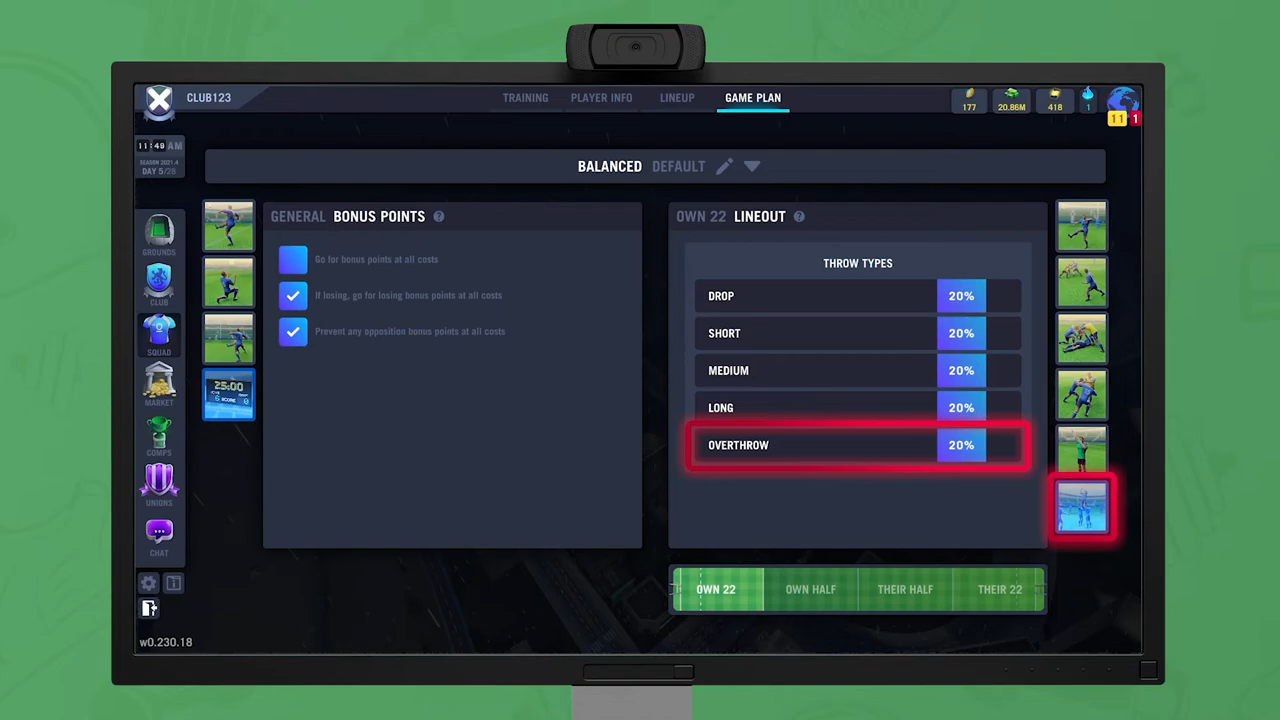 CLUB123
TRAINING
PLAYER INFO
LINEUP
GAME PLAN
177
20.86M
418
1
11
1
11:49 AM
SEASON 2021.4
DAY 5/28
BALANCED DEFAULT
GROUNDS
CLUB
SQUAD
MARKET
COMPS
UNIONS
CHAT
w0.230.18
25:00
SCORE
GENERAL BONUS POINTS ?
Go for bonus points at all costs
If losing, go for losing bonus points at all costs
Prevent any opposition bonus points at all costs
OWN 22 LINEOUT ?
THROW TYPES
DROP 20%
SHORT 20%
MEDIUM 20%
LONG 20%
OVERTHROW 20%
OWN 22
OWN HALF
THEIR HALF
THEIR 22